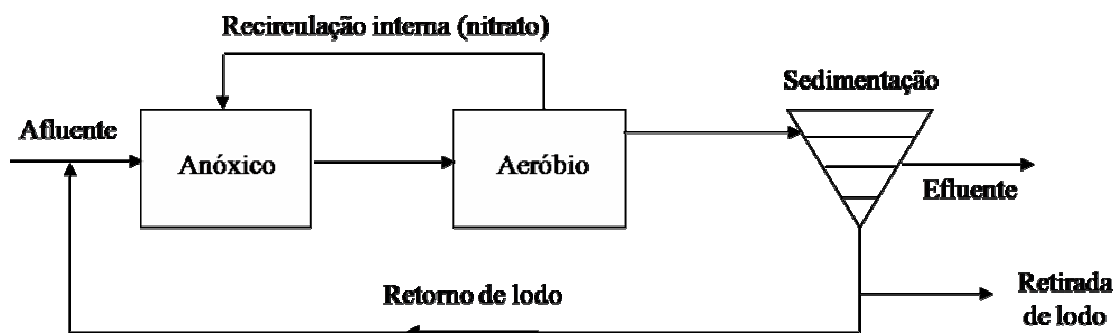 Recirculação interna (nitrato)
Sedimentação
Afluente
Anóxico
Aeróbio
Efluente
Retorno de lodo
Retirada
de lodo